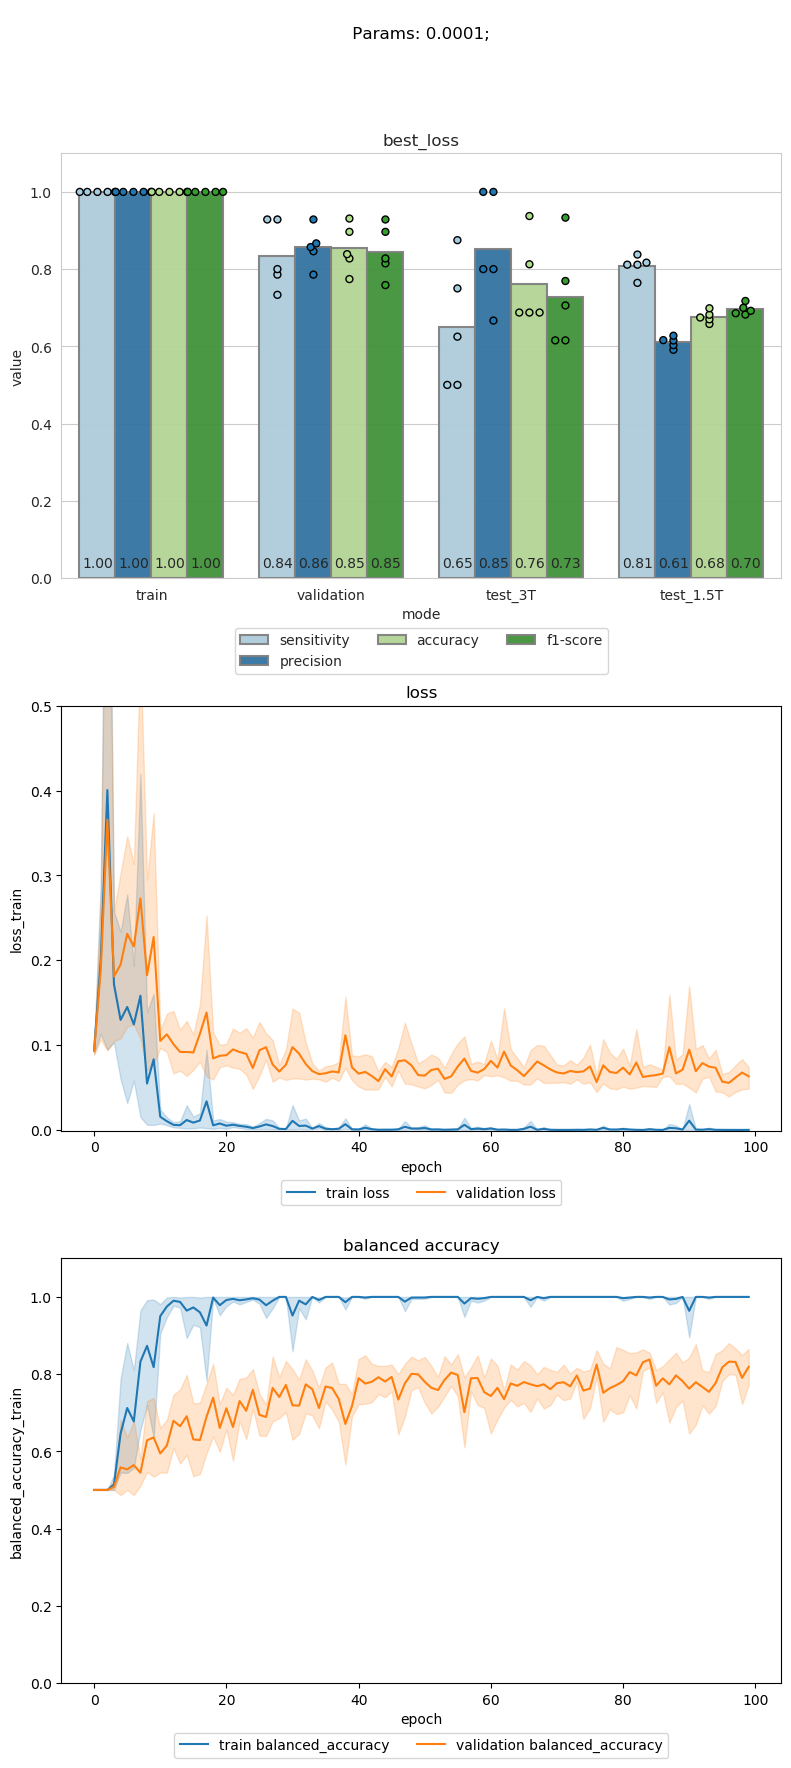 Params: 0.0001;
best_loss
value
1.0
0.8
0.6
0.4
0.2
0.0
1.00 1.00 1.00 1.00 0.84 0.86 0.85 0.85 0.65 0.85 0.76 0.73 0.81 0.61 0.68 0.70
train validation test_3T test_1.5T
mode
sensitivity accuracy f1-score
precision
loss
loss_train
0.5
0.4
0.3
0.2
0.1
0.0
0 20 40 60 80 100
epoch
train loss validation loss
balanced accuracy
balanced_accuracy_train
1.0
0.8
0.6
0.4
0.2
0.0
0 20 40 60 80 100
epoch
train balanced_accuracy validation balanced_accuracy